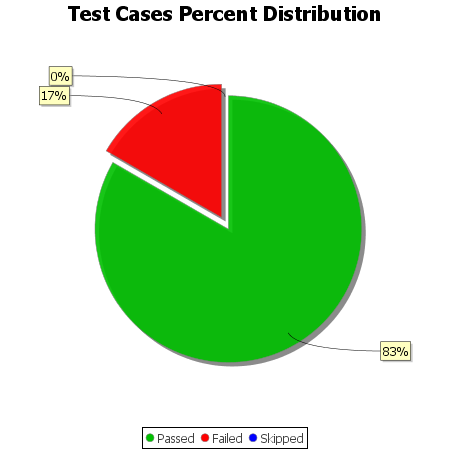 Test Cases Percent Distribution
0%
17%
83%
Passed Failed Skipped